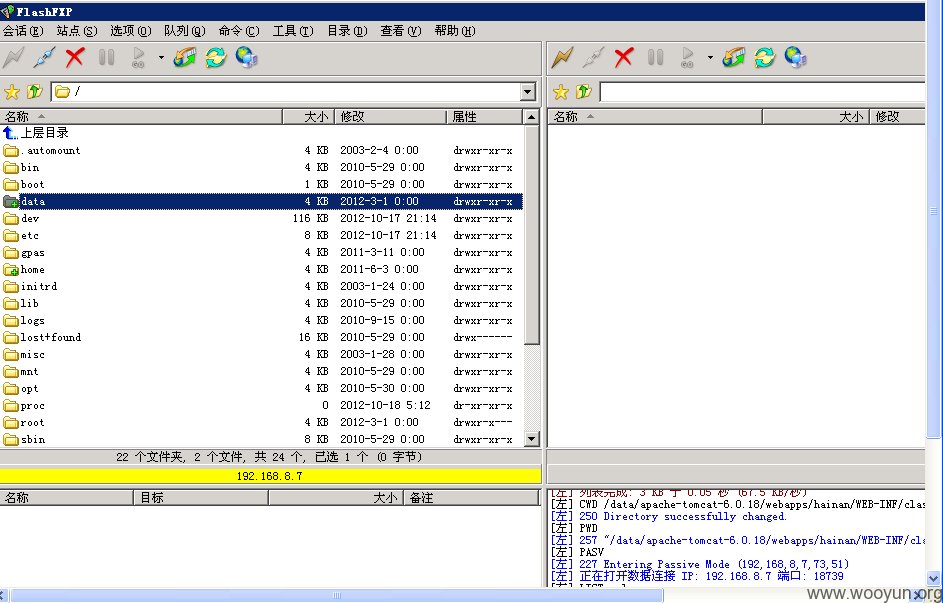 FlashFXP
会话(E) 站点(S) 选项(O) 队列(Q) 命令(C) 工具(T) 目录(D) 查看(V) 帮助(H)
/
名称 大小 修改 属性
名称 大小 修改
上层目录
.automount 4 KB 2003-2-4 0:00 drwxr-xr-x
bin 4 KB 2010-5-29 0:00 drwxr-xr-x
boot 1 KB 2010-5-29 0:00 drwxr-xr-x
data 4 KB 2012-3-1 0:00 drwxr-xr-x
dev 116 KB 2012-10-17 21:14 drwxr-xr-x
etc 8 KB 2012-10-17 21:14 drwxr-xr-x
gpas 4 KB 2011-3-11 0:00 drwxr-xr-x
home 4 KB 2011-6-3 0:00 drwxr-xr-x
initrd 4 KB 2003-1-24 0:00 drwxr-xr-x
lib 4 KB 2010-5-29 0:00 drwxr-xr-x
logs 4 KB 2010-9-15 0:00 drwxr-xr-x
lost+found 16 KB 2010-5-29 0:00 drwx------
misc 4 KB 2003-1-28 0:00 drwxr-xr-x
mnt 4 KB 2010-5-29 0:00 drwxr-xr-x
opt 4 KB 2010-5-30 0:00 drwxr-xr-x
proc 0 2012-10-18 5:12 dr-xr-xr-x
root 4 KB 2012-3-1 0:00 drwxr-x---
sbin 8 KB 2010-5-29 0:00 drwxr-xr-x
22 个文件夹, 2 个文件, 共 24 个, 已选 1 个 (0 字节)
192.168.8.7
名称 目标 大小 备注
[左] 列表完成: 3 KB 于 0.05 秒 (67.5 KB/秒)
[左] CWD /data/apache-tomcat-6.0.18/webapps/hainan/WEB-INF/clas
[左] 250 Directory successfully changed.
[左] PWD
[左] 257 "/data/apache-tomcat-6.0.18/webapps/hainan/WEB-INF/cla
[左] PASV
[左] 227 Entering Passive Mode (192,168,8,7,73,51)
[左] 正在打开数据连接 IP: 192.168.8.7 端口: 18739
www.wooyun.org